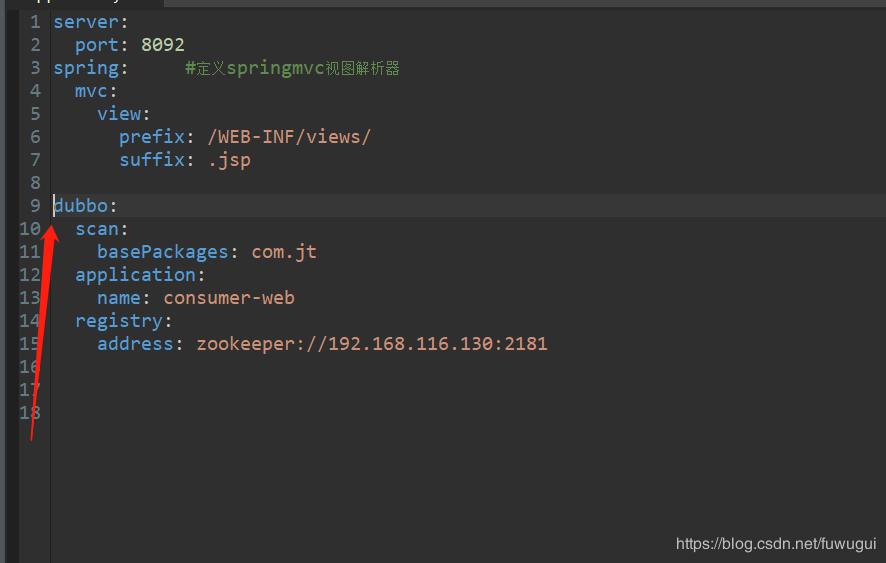 1 server:
2   port: 8092
3 spring:     #定义springmvc视图解析器
4   mvc:
5     view:
6       prefix: /WEB-INF/views/
7       suffix: .jsp
8
9 dubbo:
10   scan:
11     basePackages: com.jt
12   application:
13     name: consumer-web
14   registry:
15     address: zookeeper://192.168.116.130:2181
16
17
18
https://blog.csdn.net/fuwugui